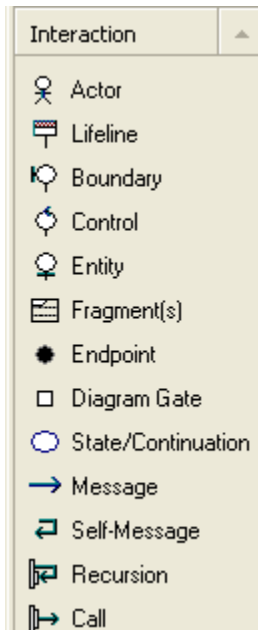 Interaction
Actor
Lifeline
Boundary
Control
Entity
Fragment(s)
Endpoint
Diagram Gate
State/Continuation
Message
Self-Message
Recursion
Call